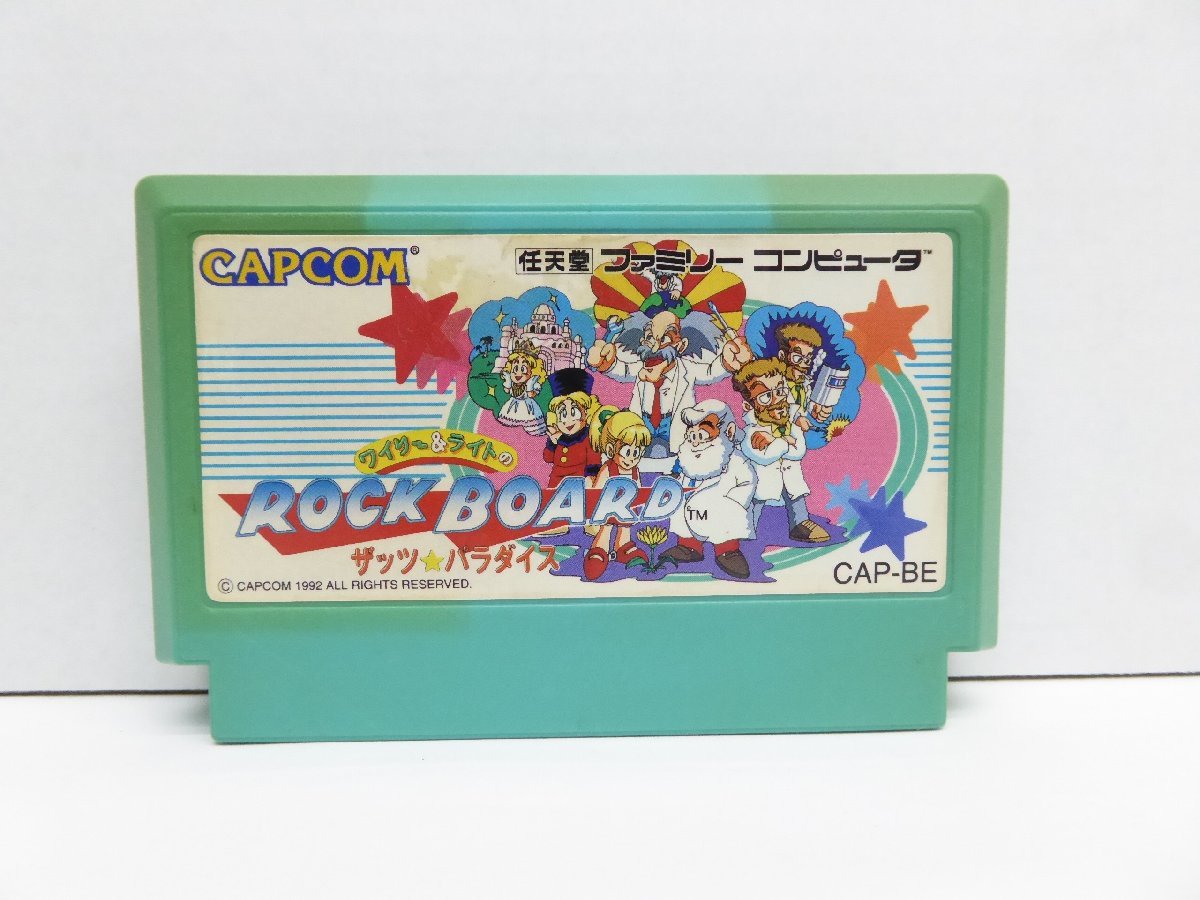 CAPCOM®
任天堂 ファミリーコンピュータ™
ワイリー&ライトの
ROCKBOARD™
ザッツ☆パラダイス
© CAPCOM 1992 ALL RIGHTS RESERVED.
CAP-BE